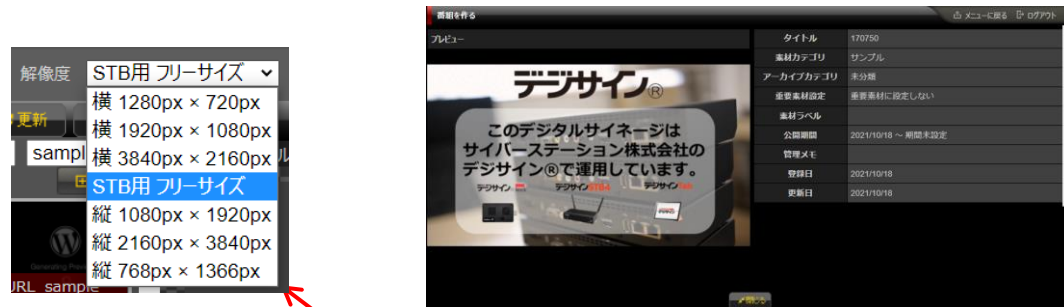 解像度 STB用 フリーサイズ
横 1280px × 720px
更新
横 1920px × 1080px
sampl
横 3840px × 2160px
ル
STB用 フリーサイズ
縦 1080px × 1920px
縦 2160px × 3840px
Generating Prev
縦 768px × 1366px
URL sample
番組を作る
メニューに戻る ログアウト
プレビュー
デジサイン®
このデジタルサイネージは
サイバーステーション株式会社の
デジサイン®で運用しています。
デジサイン
デジサインSTB4
デジサインTab
タイトル 170750
素材カテゴリ サンプル
アーカイブカテゴリ 未分類
重要素材設定 重要素材に設定しない
素材ラベル
公開期間 2021/10/18 ～ 期間未設定
管理メモ
登録日 2021/10/18
更新日 2021/10/18
閉じる